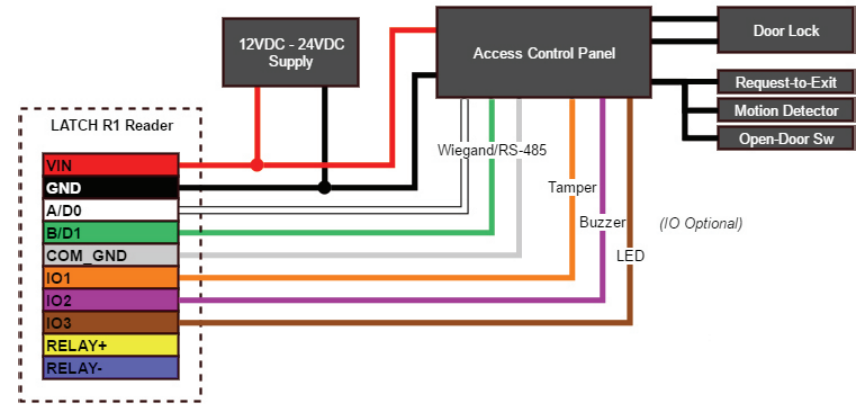 12VDC - 24VDC
Supply
Access Control Panel
Door Lock
Request-to-Exit
Motion Detector
Open-Door Sw
LATCH R1 Reader
Wiegand/RS-485
Tamper
Buzzer
(IO Optional)
LED
VIN
GND
A/D0
B/D1
COM_GND
IO1
IO2
IO3
RELAY+
RELAY-